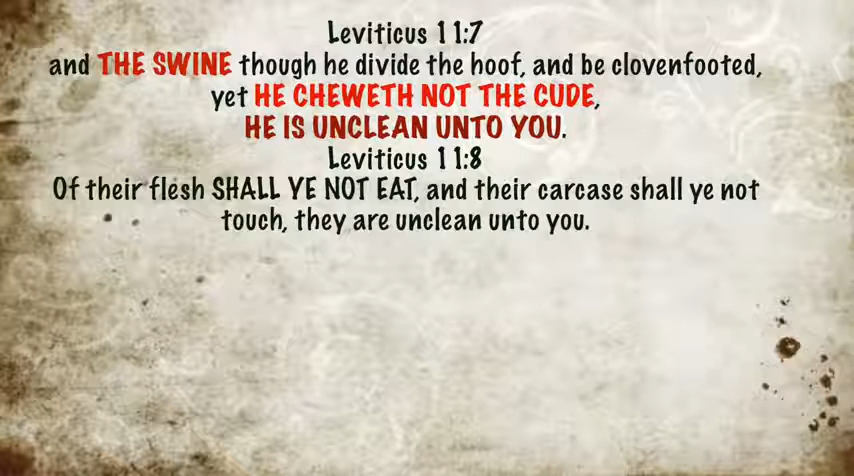 Leviticus 11:7
and THE SWINE though he divide the hoof, and be clovenfooted,
yet HE CHEWETH NOT THE CUDE,
HE IS UNCLEAN UNTO YOU.
Leviticus 11:8
Of their flesh SHALL YE NOT EAT, and their carcase shall ye not
touch, they are unclean unto you.